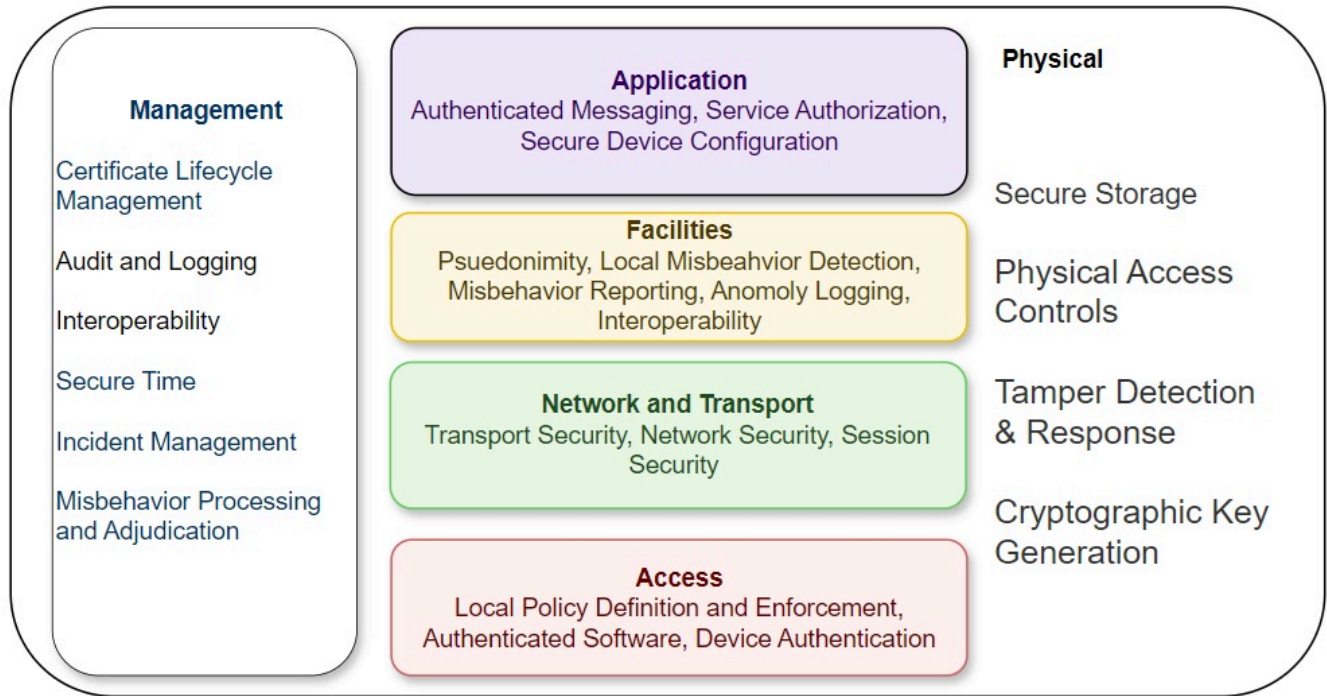 Management
Certificate Lifecycle
Management
Audit and Logging
Interoperability
Secure Time
Incident Management
Misbehavior Processing
and Adjudication
Application
Authenticated Messaging, Service Authorization,
Secure Device Configuration
Facilities
Psuedonimity, Local Misbeahvior Detection,
Misbehavior Reporting, Anomoly Logging,
Interoperability
Network and Transport
Transport Security, Network Security, Session
Security
Access
Local Policy Definition and Enforcement,
Authenticated Software, Device Authentication
Physical
Secure Storage
Physical Access
Controls
Tamper Detection
& Response
Cryptographic Key
Generation